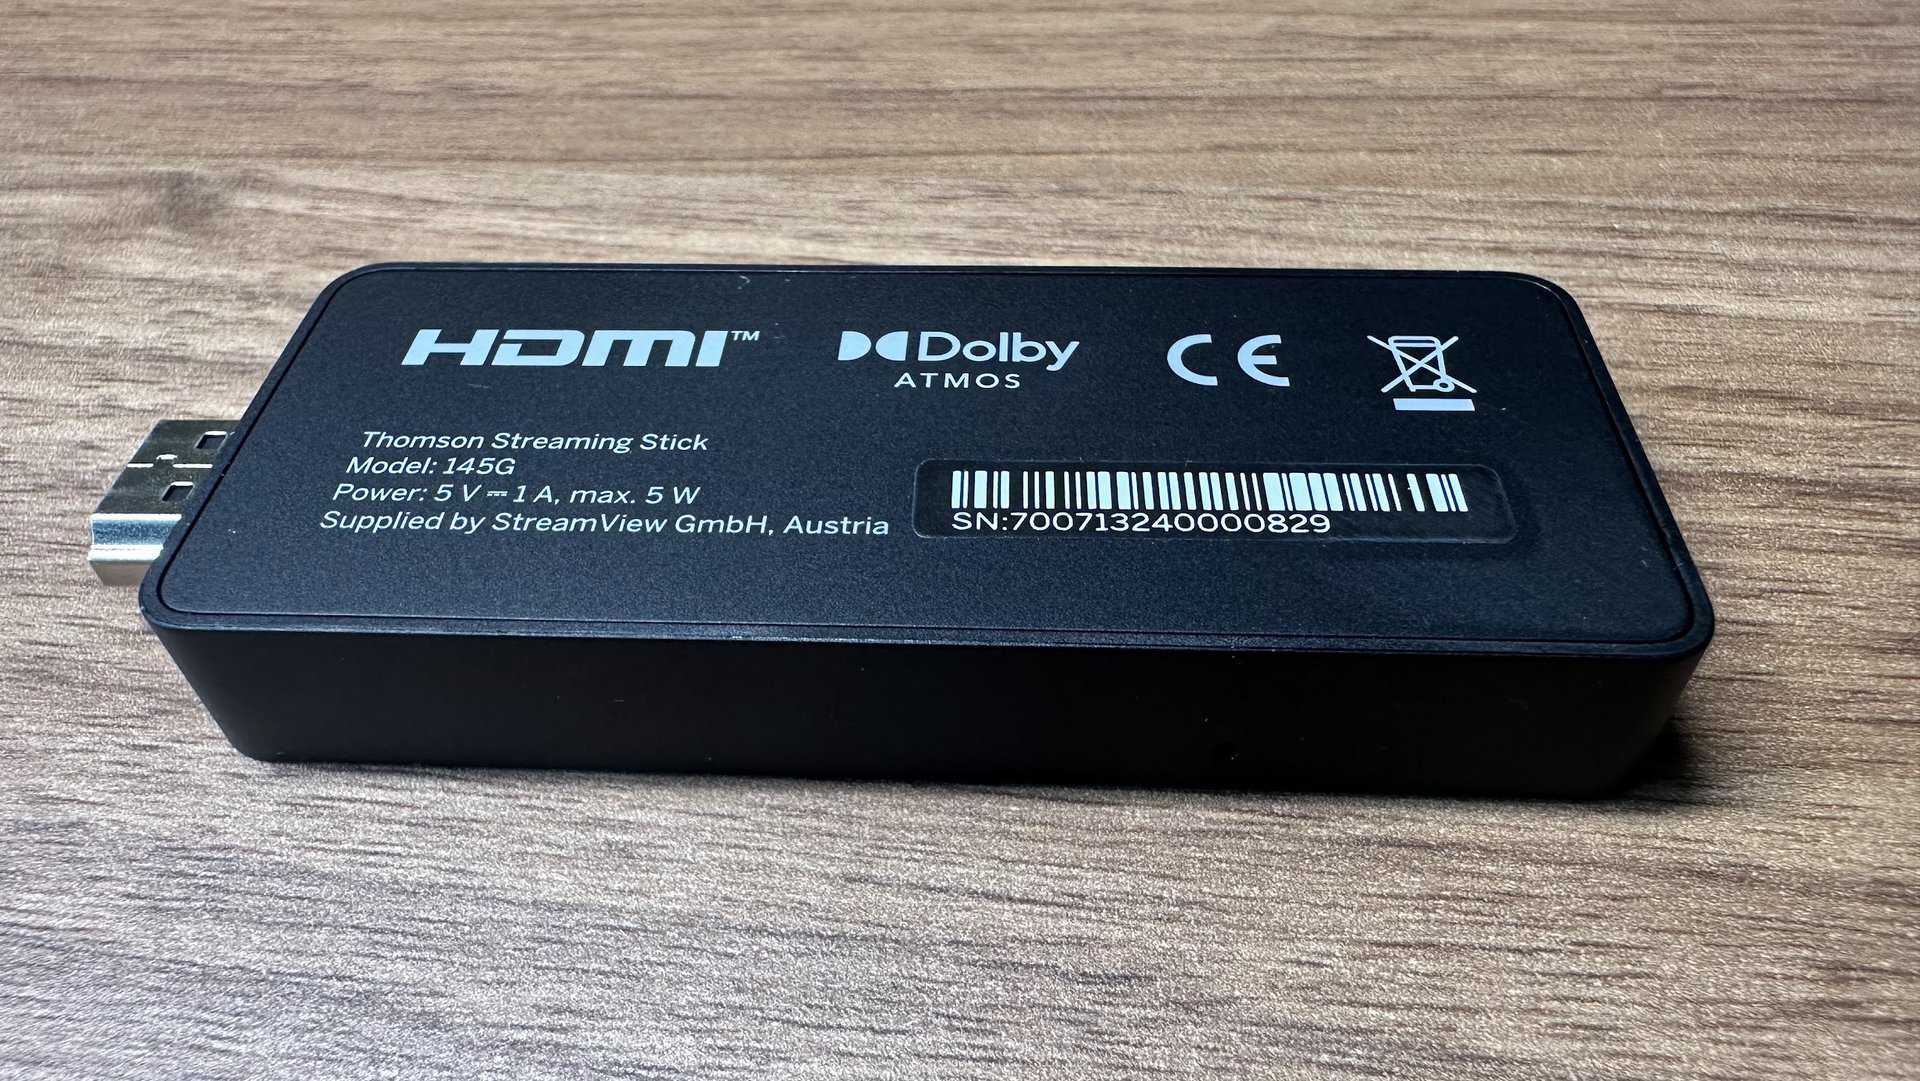 HDMI™
Dolby
ATMOS
CE
Thomson Streaming Stick
Model: 145G
Power: 5 V ⎓ 1 A, max. 5 W
Supplied by StreamView GmbH, Austria
SN:700713240000829